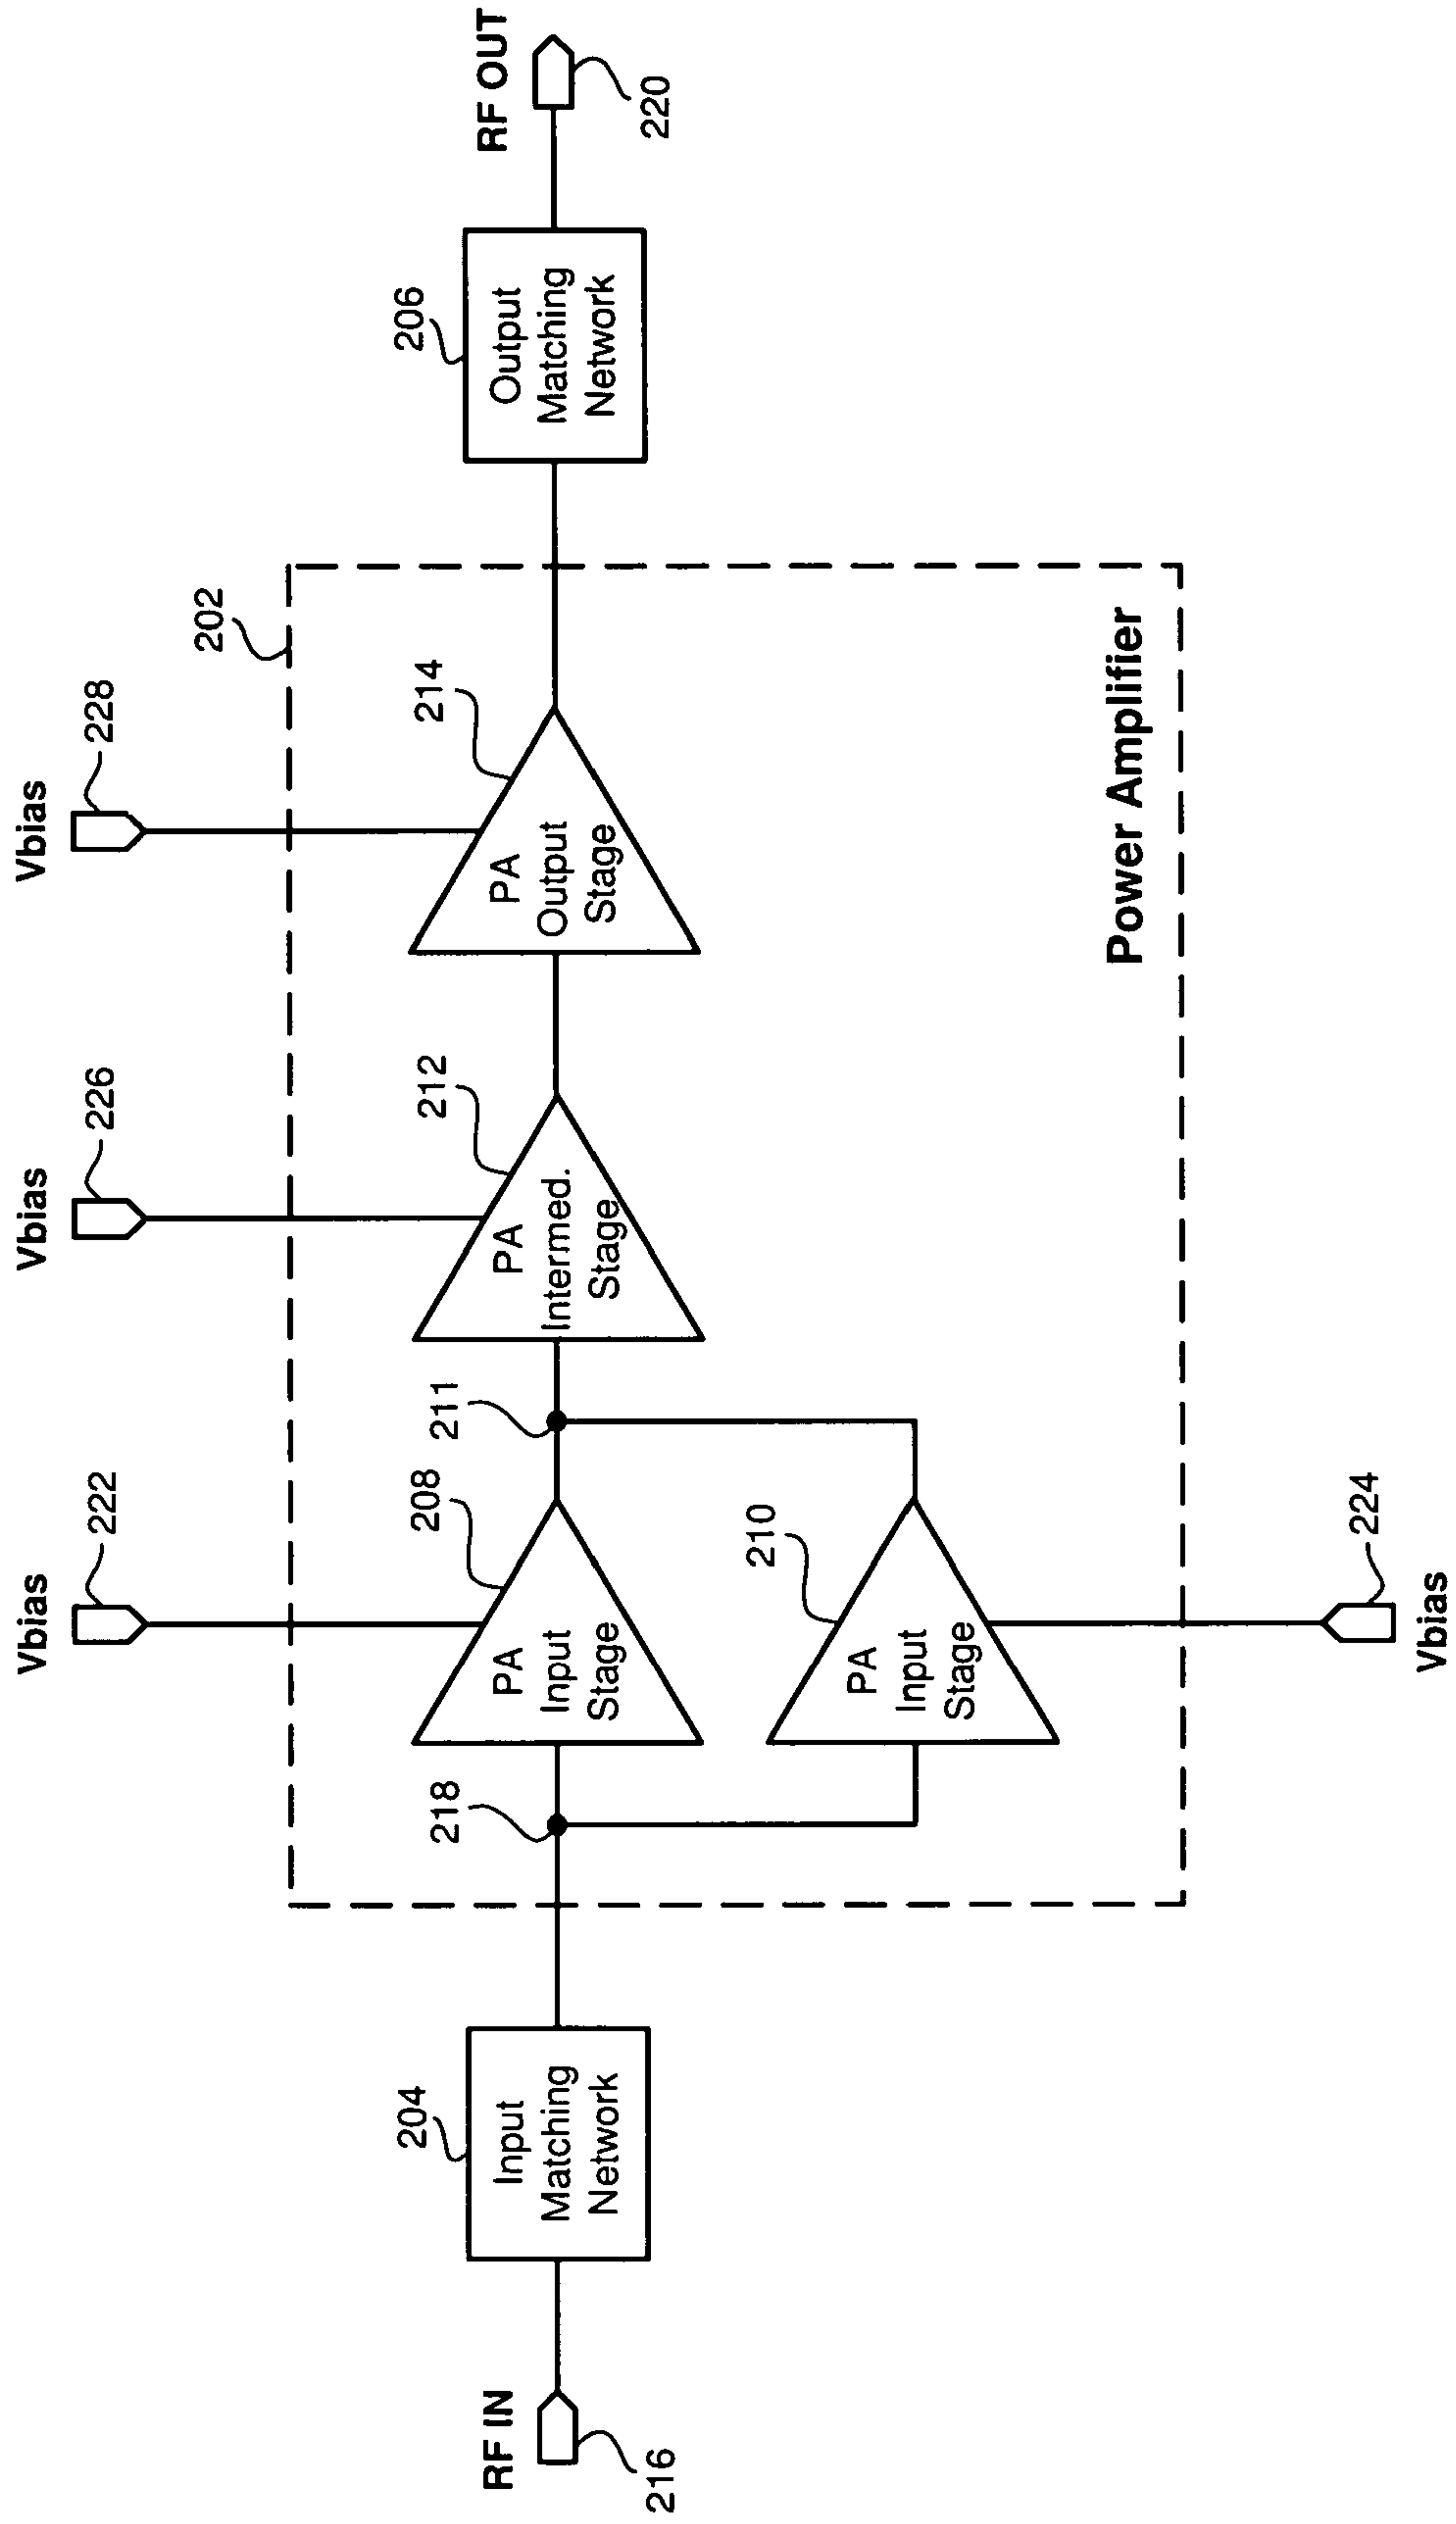 Vbias
222
Vbias
226
Vbias
228
202
RF IN
216
204
Input
Matching
Network
218
208
PA
Input
Stage
211
212
PA
Intermed.
Stage
214
PA
Output
Stage
206
Output
Matching
Network
RF OUT
220
210
PA
Input
Stage
Power Amplifier
224
Vbias